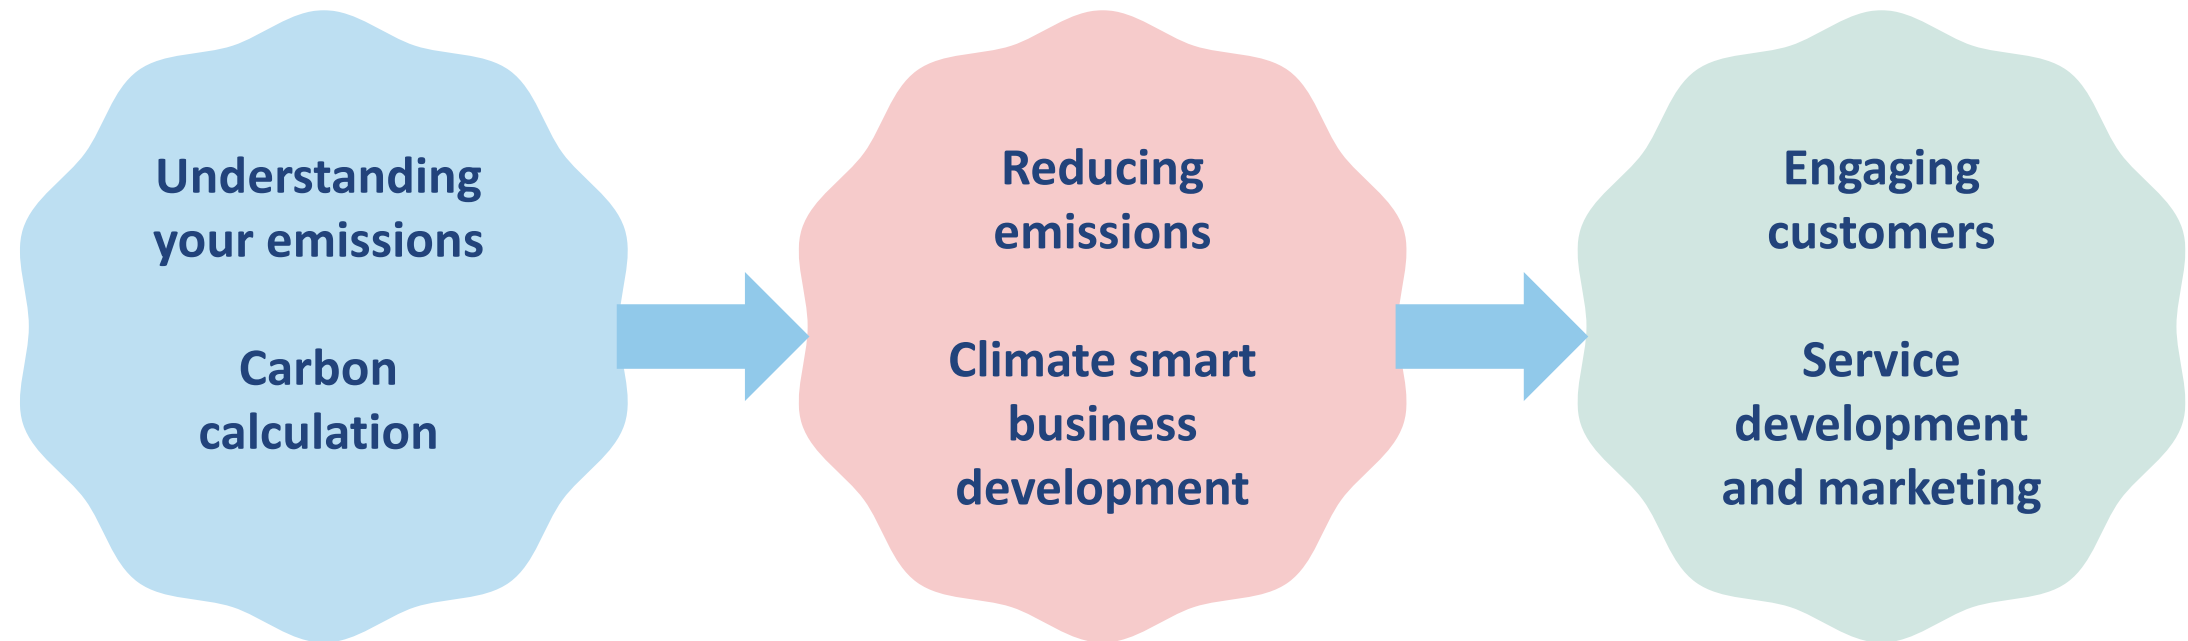 Understanding
your emissions
Carbon
calculation
Reducing
emissions
Climate smart
business
development
Engaging
customers
Service
development
and marketing